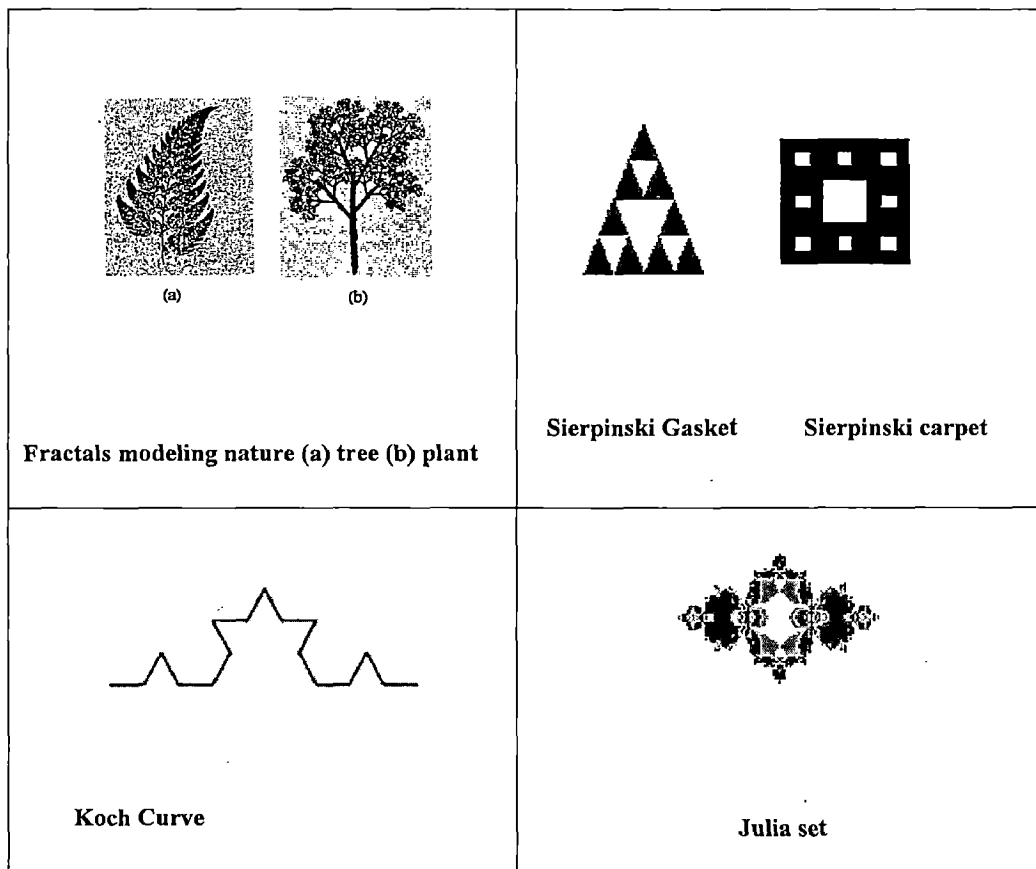 (a)
(b)
Fractals modeling nature (a) tree (b) plant
Sierpinski Gasket
Sierpinski carpet
Koch Curve
Julia set